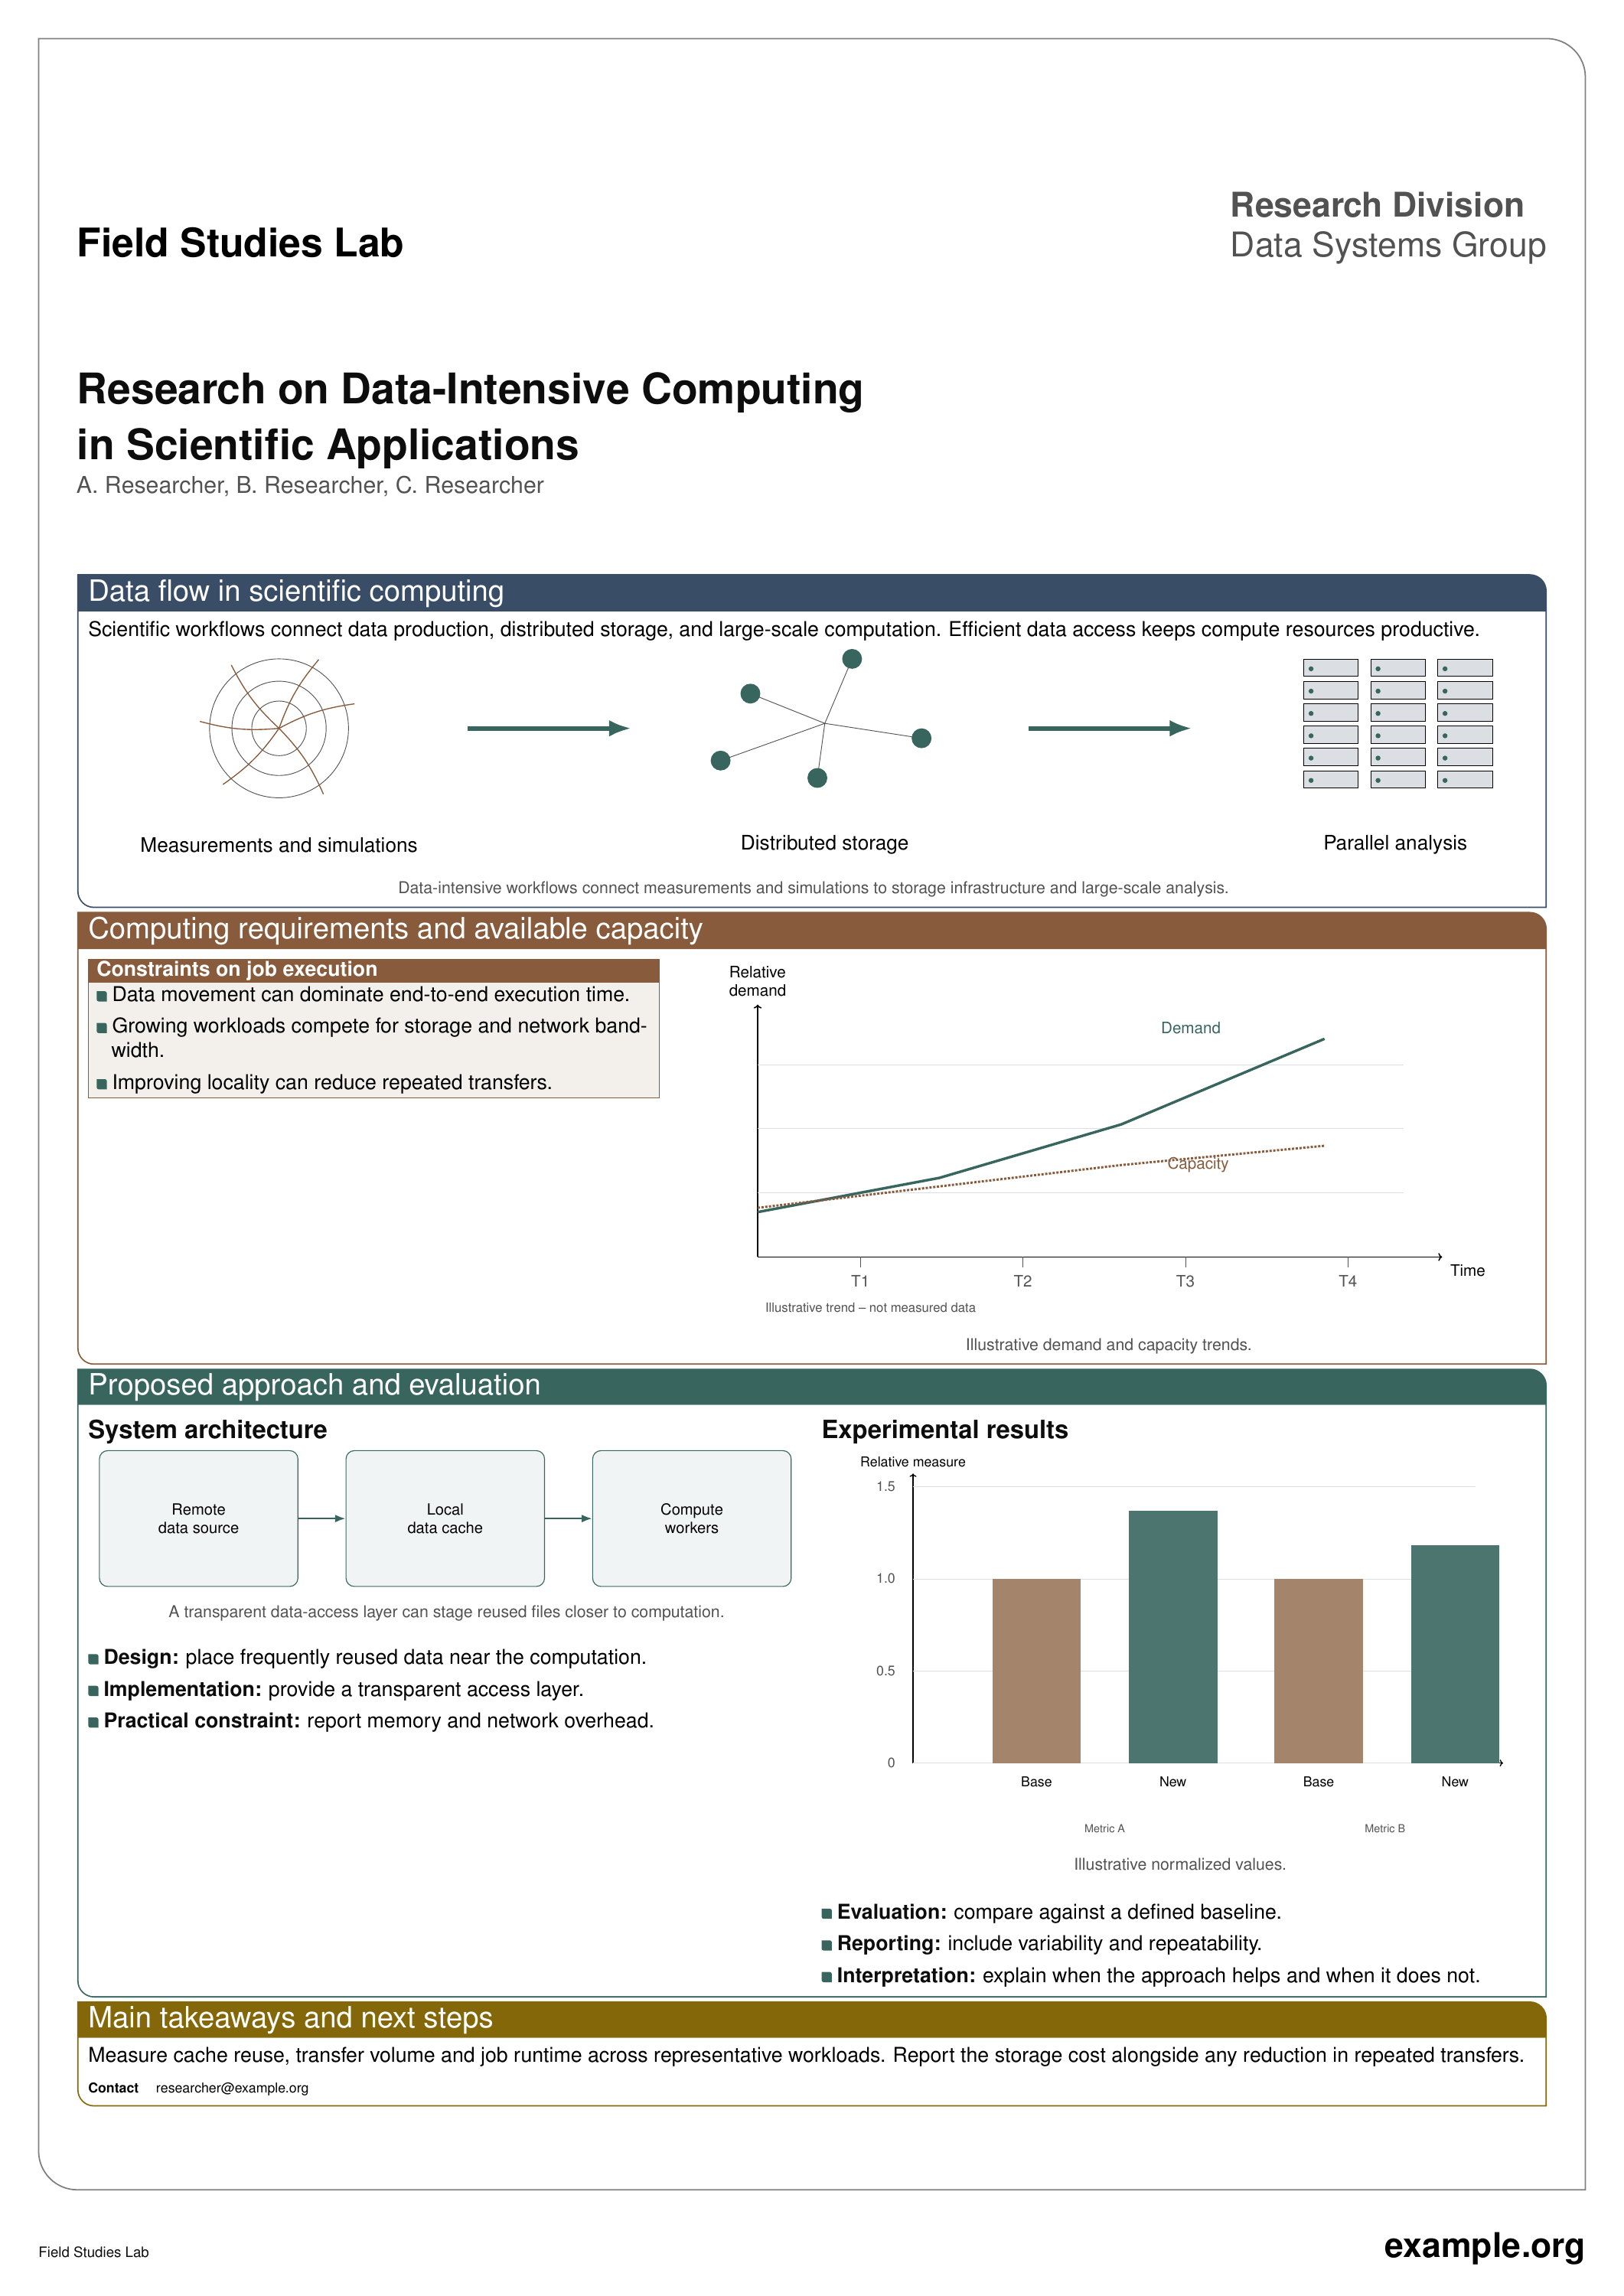 Field Studies Lab
Research Division
Data Systems Group
Research on Data-Intensive Computing
in Scientific Applications
A. Researcher, B. Researcher, C. Researcher
Data flow in scientific computing
Scientific workflows connect data production, distributed storage, and large-scale computation. Efficient data access keeps compute resources productive.
Measurements and simulations
Distributed storage
Parallel analysis
Data-intensive workflows connect measurements and simulations to storage infrastructure and large-scale analysis.
Computing requirements and available capacity
Constraints on job execution
Data movement can dominate end-to-end execution time.
Growing workloads compete for storage and network band-
width.
Improving locality can reduce repeated transfers.
Relative
demand
Demand
Capacity
T1
T2
T3
T4
Time
Illustrative trend – not measured data
Illustrative demand and capacity trends.
Proposed approach and evaluation
System architecture
Remote
data source
Local
data cache
Compute
workers
A transparent data-access layer can stage reused files closer to computation.
Design: place frequently reused data near the computation.
Implementation: provide a transparent access layer.
Practical constraint: report memory and network overhead.
Experimental results
Relative measure
1.5
1.0
0.5
0
Base
New
Base
New
Metric A
Metric B
Illustrative normalized values.
Evaluation: compare against a defined baseline.
Reporting: include variability and repeatability.
Interpretation: explain when the approach helps and when it does not.
Main takeaways and next steps
Measure cache reuse, transfer volume and job runtime across representative workloads. Report the storage cost alongside any reduction in repeated transfers.
Contact researcher@example.org
Field Studies Lab
example.org